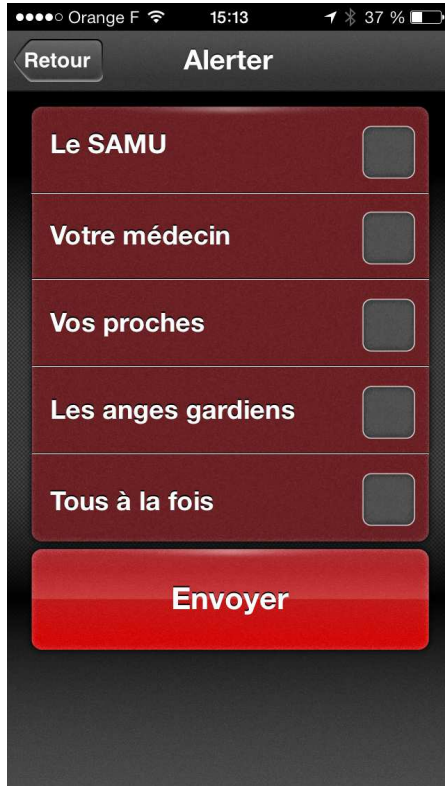 Orange F 15:13 37 %
Retour Alerter
Le SAMU
Votre médecin
Vos proches
Les anges gardiens
Tous à la fois
Envoyer